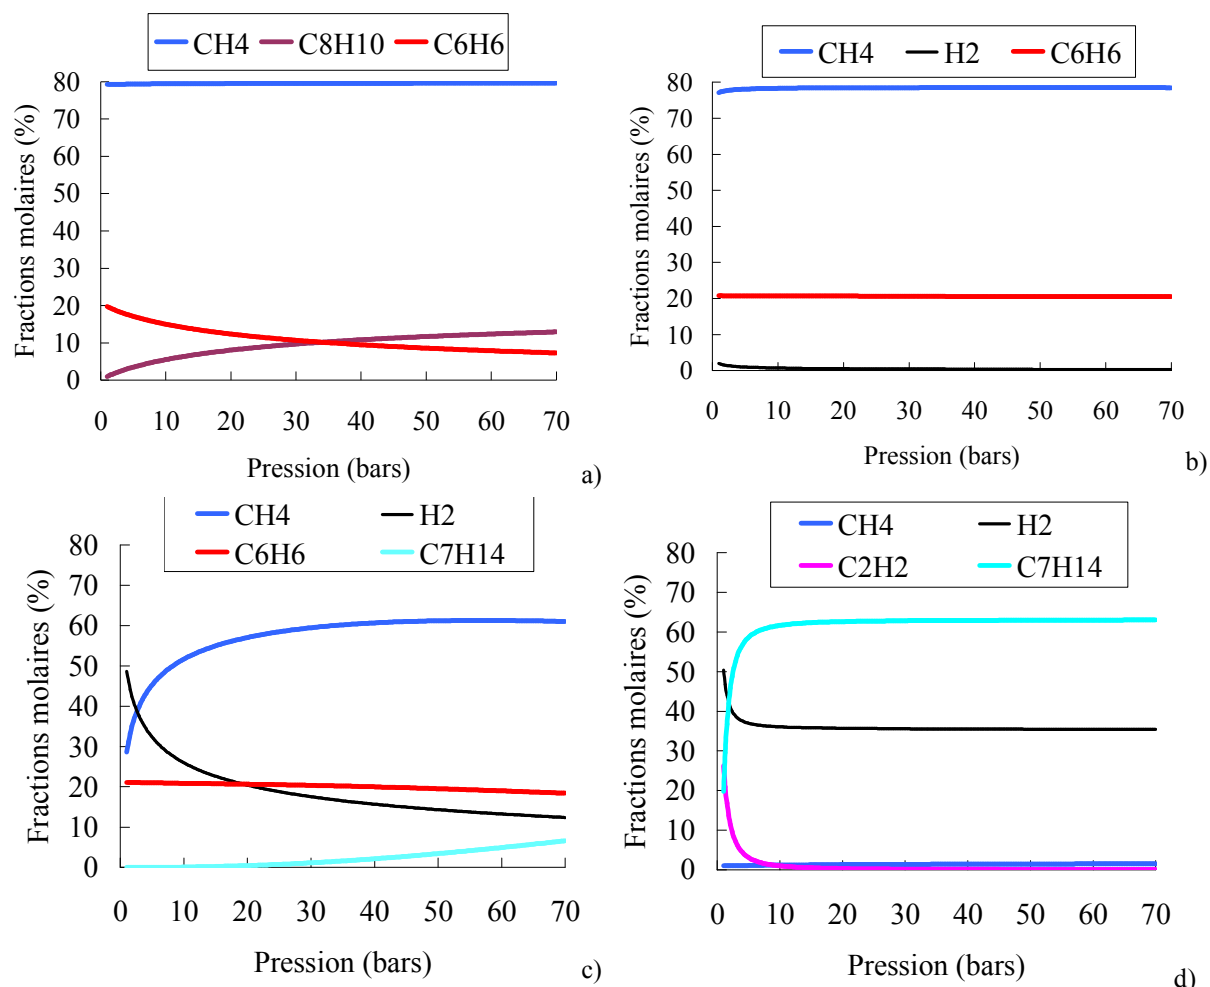 CH4 C8H10 C6H6
Fractions molaires (%)
80
70
60
50
40
30
20
10
0
0 10 20 30 40 50 60 70
Pression (bars)
a)
CH4 H2 C6H6
Fractions molaires (%)
80
70
60
50
40
30
20
10
0
0 10 20 30 40 50 60 70
Pression (bars)
b)
CH4 H2
C6H6 C7H14
Fractions molaires (%)
80
70
60
50
40
30
20
10
0
0 10 20 30 40 50 60 70
Pression (bars)
c)
CH4 H2
C2H2 C7H14
Fractions molaires (%)
80
70
60
50
40
30
20
10
0
0 10 20 30 40 50 60 70
Pression (bars)
d)